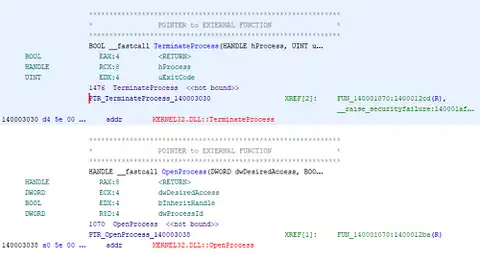 ************************************************************
*                POINTER to EXTERNAL FUNCTION                *
************************************************************
BOOL __fastcall TerminateProcess(HANDLE hProcess, UINT u...
BOOL EAX:4 <RETURN>
HANDLE RCX:8 hProcess
UINT EDX:4 uExitCode
1476 TerminateProcess <<not bound>>
PTR_TerminateProcess_140003030 XREF[2]: FUN_140001070:1400012cd(R),
__raise_securityfailure:140001af...
140003030 d4 5e 00 ... addr KERNEL32.DLL::TerminateProcess
************************************************************
*                POINTER to EXTERNAL FUNCTION                *
************************************************************
HANDLE __fastcall OpenProcess(DWORD dwDesiredAccess, BOO...
HANDLE RAX:8 <RETURN>
DWORD ECX:4 dwDesiredAccess
BOOL EDX:4 bInheritHandle
DWORD R8D:4 dwProcessId
1070 OpenProcess <<not bound>>
PTR_OpenProcess_140003038 XREF[1]: FUN_140001070:1400012ba(R)
140003038 a0 5e 00 ... addr KERNEL32.DLL::OpenProcess